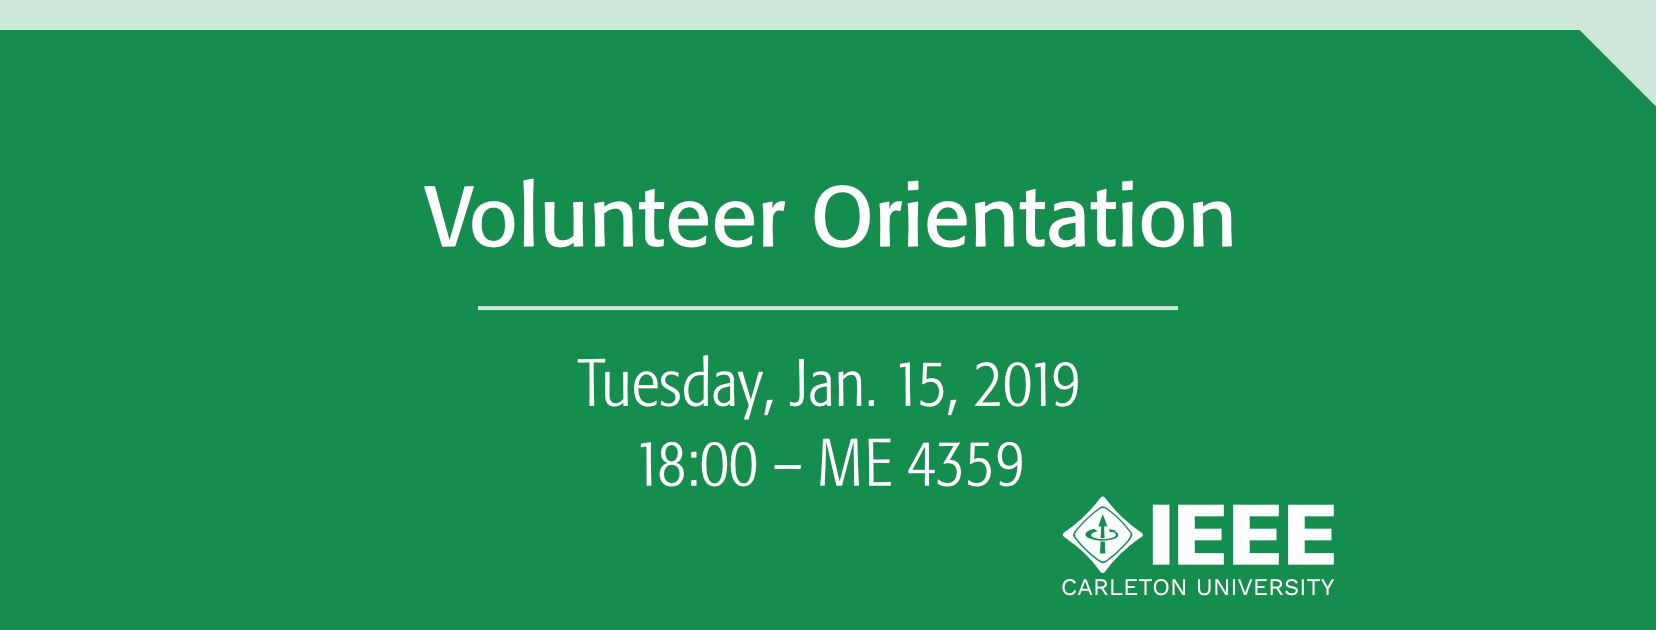 Volunteer Orientation
Tuesday, Jan. 15, 2019
18:00 – ME 4359
IEEE
CARLETON UNIVERSITY